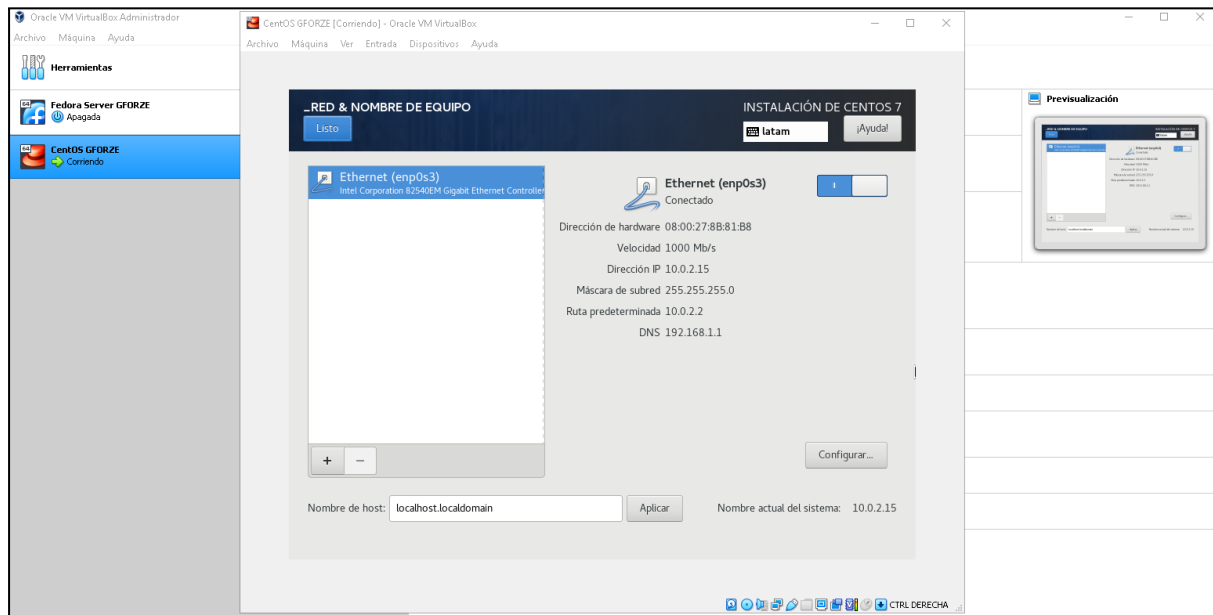 Oracle VM VirtualBox Administrador
Archivo Máquina Ayuda
Herramientas
Fedora Server GFORZE
Apagada
CentOS GFORZE
Corriendo
CentOS GFORZE [Corriendo] - Oracle VM VirtualBox
Archivo Máquina Ver Entrada Dispositivos Ayuda
_RED & NOMBRE DE EQUIPO
Listo
INSTALACIÓN DE CENTOS 7
latam
¡Ayuda!
Ethernet (enp0s3)
Intel Corporation 82540EM Gigabit Ethernet Controller
Ethernet (enp0s3)
Conectado
Dirección de hardware 08:00:27:8B:81:B8
Velocidad 1000 Mb/s
Dirección IP 10.0.2.15
Máscara de subred 255.255.255.0
Ruta predeterminada 10.0.2.2
DNS 192.168.1.1
+ −
Configurar...
Nombre de host: localhost.localdomain Aplicar Nombre actual del sistema: 10.0.2.15
CTRL DERECHA
Previsualización